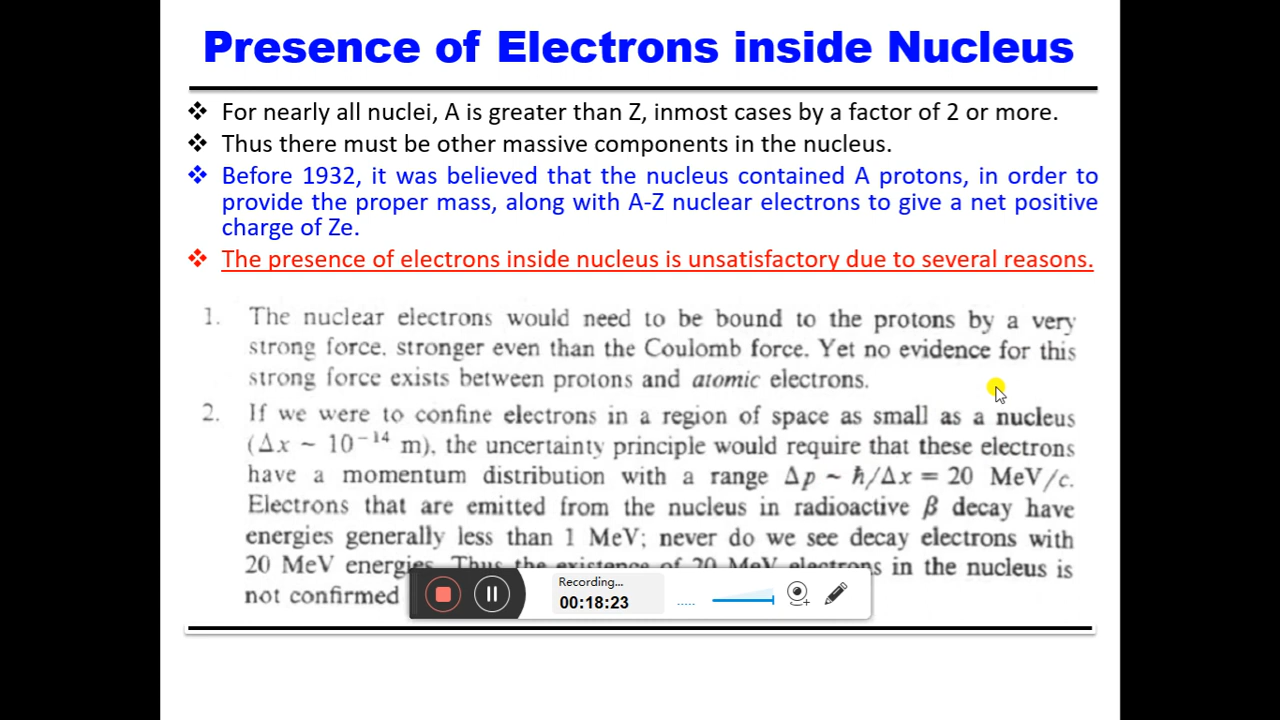 Presence of Electrons inside Nucleus
❖ For nearly all nuclei, A is greater than Z, inmost cases by a factor of 2 or more.
❖ Thus there must be other massive components in the nucleus.
❖ Before 1932, it was believed that the nucleus contained A protons, in order to
provide the proper mass, along with A-Z nuclear electrons to give a net positive
charge of Ze.
❖ The presence of electrons inside nucleus is unsatisfactory due to several reasons.
1. The nuclear electrons would need to be bound to the protons by a very
strong force, stronger even than the Coulomb force. Yet no evidence for this
strong force exists between protons and atomic electrons.
2. If we were to confine electrons in a region of space as small as a nucleus
(Δx ~ 10⁻¹⁴ m), the uncertainty principle would require that these electrons
have a momentum distribution with a range Δp ~ ħ/Δx = 20 MeV/c.
Electrons that are emitted from the nucleus in radioactive β decay have
energies generally less than 1 MeV; never do we see decay electrons with
20 MeV energies. Thus the existence of 20 MeV electrons in the nucleus is
not confirmed
Recording...
00:18:23